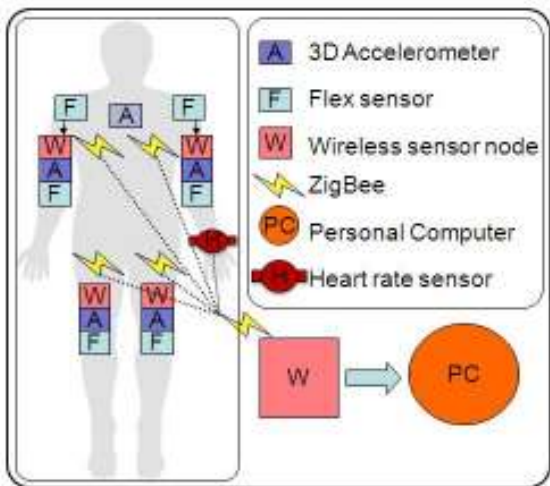 F
A
F
W
A
F
W
A
F
H
W
A
F
W
A
F
W
PC
A 3D Accelerometer
F Flex sensor
W Wireless sensor node
ZigBee
PC Personal Computer
H Heart rate sensor